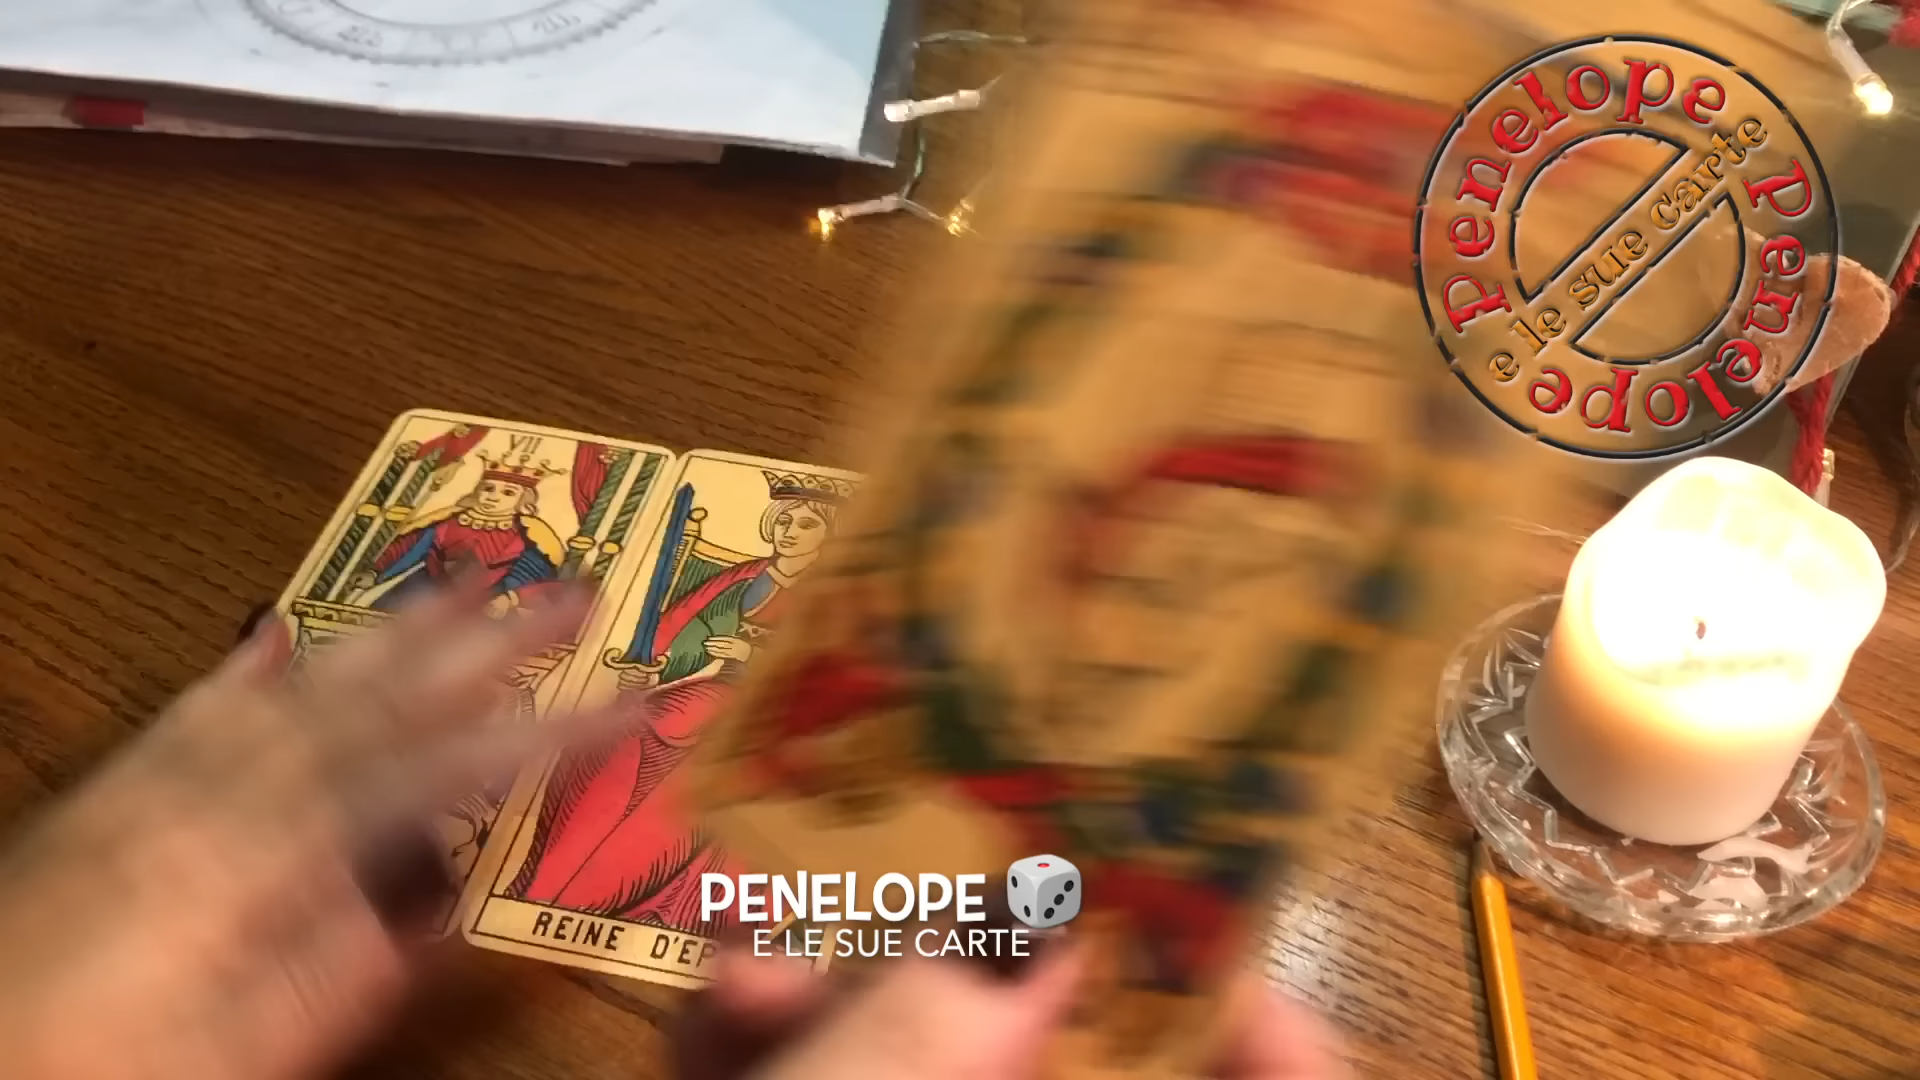 Penelope Penelope
e le sue carte e
VII
REINE D'EP
PENELOPE
E LE SUE CARTE